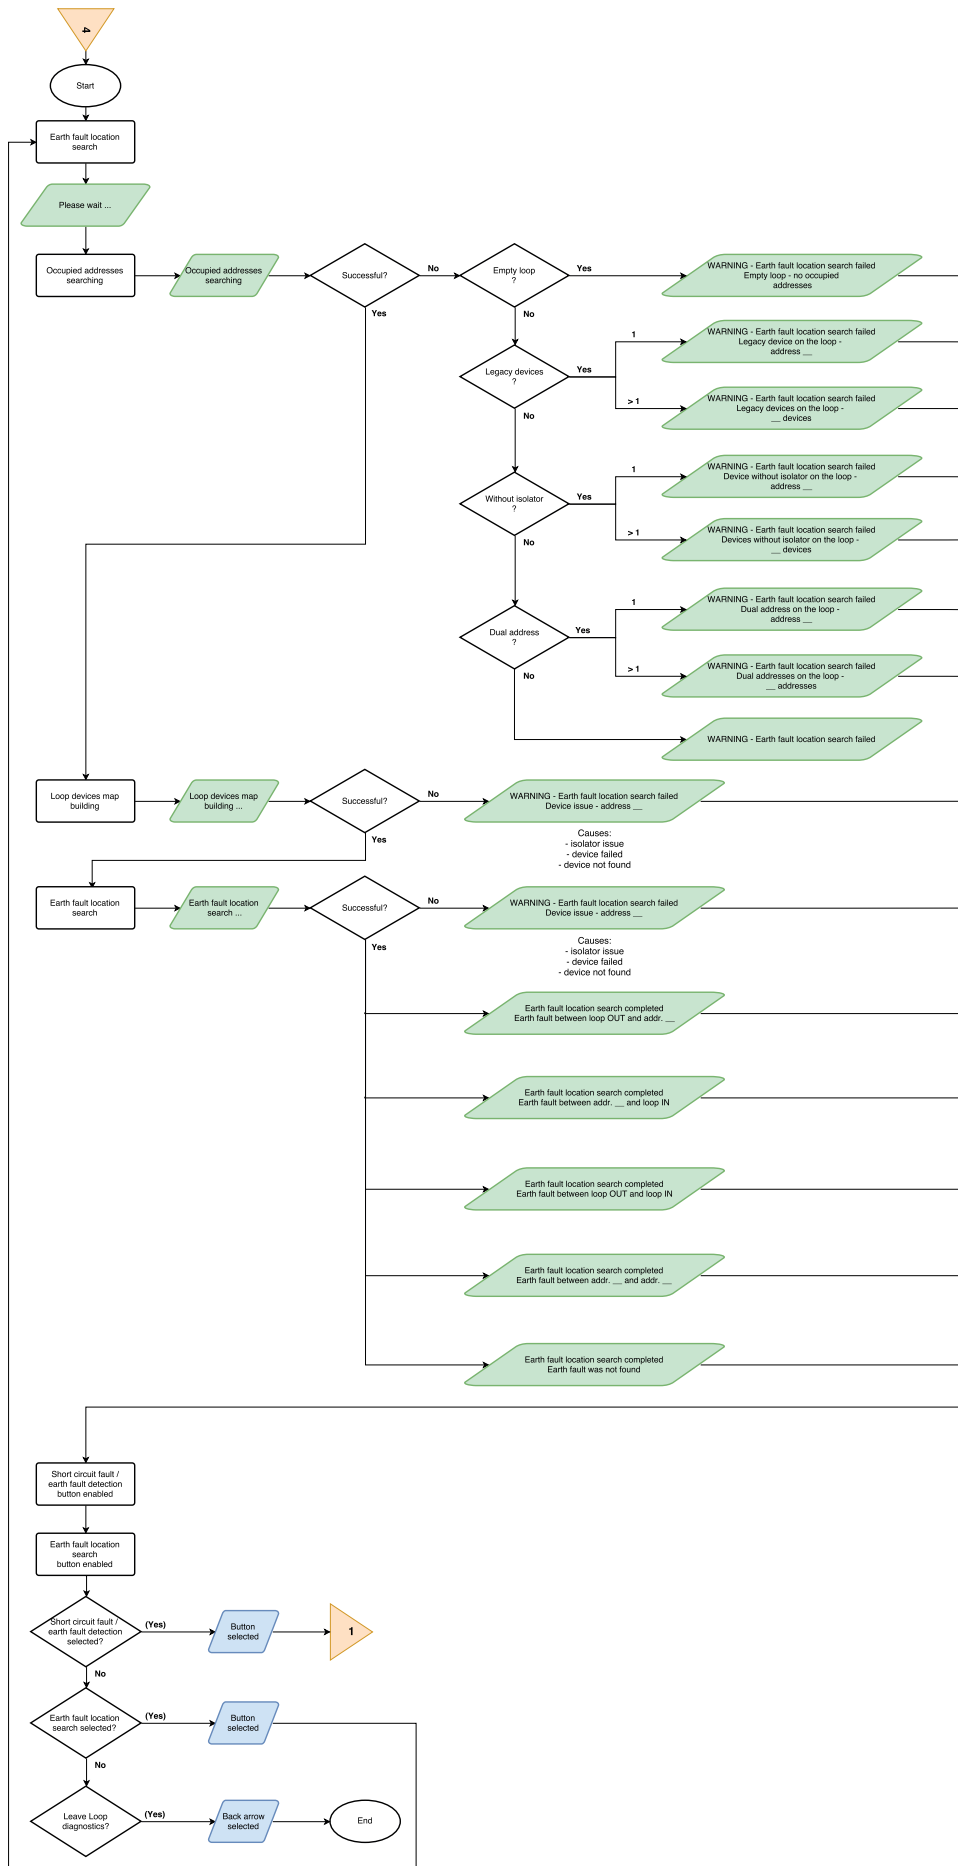 4
Start
Earth fault location
search
Please wait ...
Occupied addresses
searching
Occupied addresses
searching
Successful?
No
Yes
Empty loop
?
Yes
No
WARNING - Earth fault location search failed
Empty loop - no occupied
addresses
Legacy devices
?
Yes
No
1
WARNING - Earth fault location search failed
Legacy device on the loop -
address __
> 1
WARNING - Earth fault location search failed
Legacy devices on the loop -
__ devices
Without isolator
?
Yes
No
1
WARNING - Earth fault location search failed
Device without isolator on the loop -
address __
> 1
WARNING - Earth fault location search failed
Devices without isolator on the loop -
__ devices
Dual address
?
Yes
No
1
WARNING - Earth fault location search failed
Dual address on the loop -
address __
> 1
WARNING - Earth fault location search failed
Dual addresses on the loop -
__ addresses
WARNING - Earth fault location search failed
Loop devices map
building
Loop devices map
building ...
Successful?
No
Yes
WARNING - Earth fault location search failed
Device issue - address __
Causes:
- isolator issue
- device failed
- device not found
Earth fault location
search
Earth fault location
search ...
Successful?
No
Yes
WARNING - Earth fault location search failed
Device issue - address __
Causes:
- isolator issue
- device failed
- device not found
Earth fault location search completed
Earth fault between loop OUT and addr. __
Earth fault location search completed
Earth fault between addr. __ and loop IN
Earth fault location search completed
Earth fault between loop OUT and loop IN
Earth fault location search completed
Earth fault between addr. __ and addr. __
Earth fault location search completed
Earth fault was not found
Short circuit fault /
earth fault detection
button enabled
Earth fault location
search
button enabled
Short circuit fault /
earth fault detection
selected?
(Yes)
No
Button
selected
1
Earth fault location
search selected?
(Yes)
No
Button
selected
Leave Loop
diagnostics?
(Yes)
Back arrow
selected
End